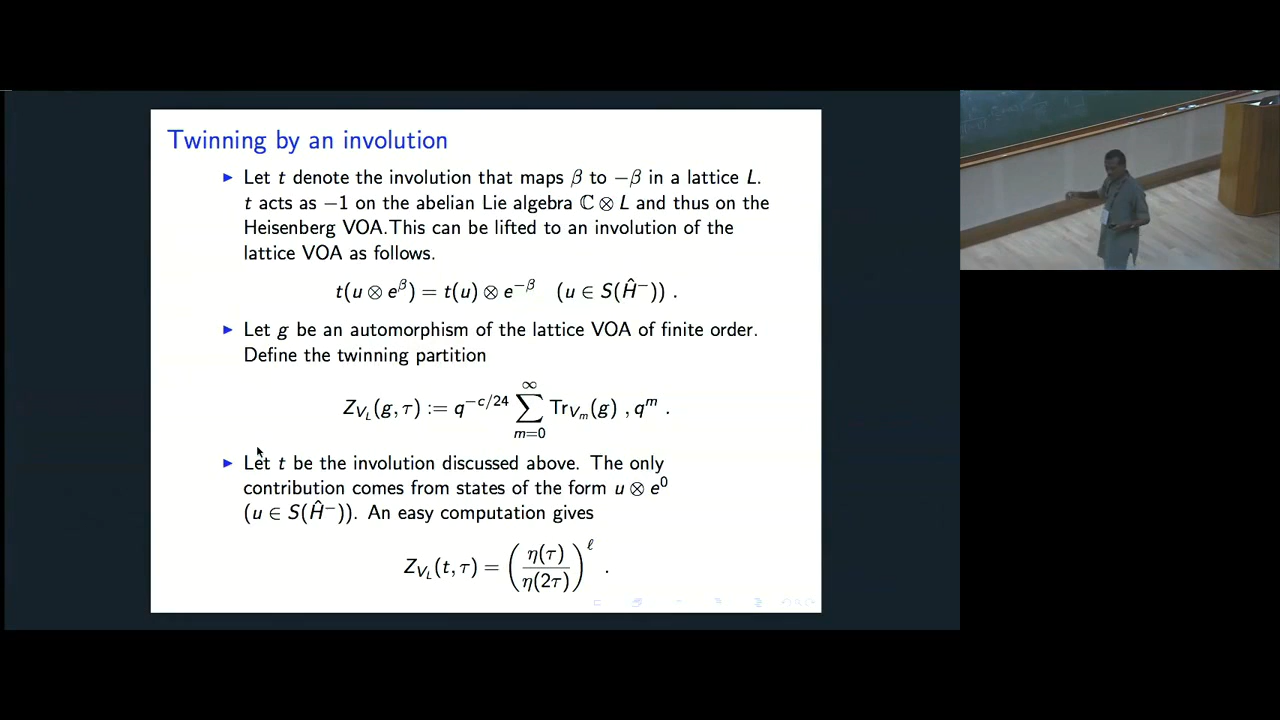 Twinning by an involution
▶ Let t denote the involution that maps β to −β in a lattice L.
t acts as −1 on the abelian Lie algebra ℂ ⊗ L and thus on the
Heisenberg VOA.This can be lifted to an involution of the
lattice VOA as follows.
t(u ⊗ e^β) = t(u) ⊗ e^{−β} (u ∈ S(Ĥ^−)) .
▶ Let g be an automorphism of the lattice VOA of finite order.
Define the twinning partition
Z_{V_L}(g, τ) := q^{−c/24} ∑_{m=0}^{∞} Tr_{V_m}(g) , q^m .
▶ Let t be the involution discussed above. The only
contribution comes from states of the form u ⊗ e^0
(u ∈ S(Ĥ^−)). An easy computation gives
Z_{V_L}(t, τ) = (η(τ)/η(2τ))^ℓ .